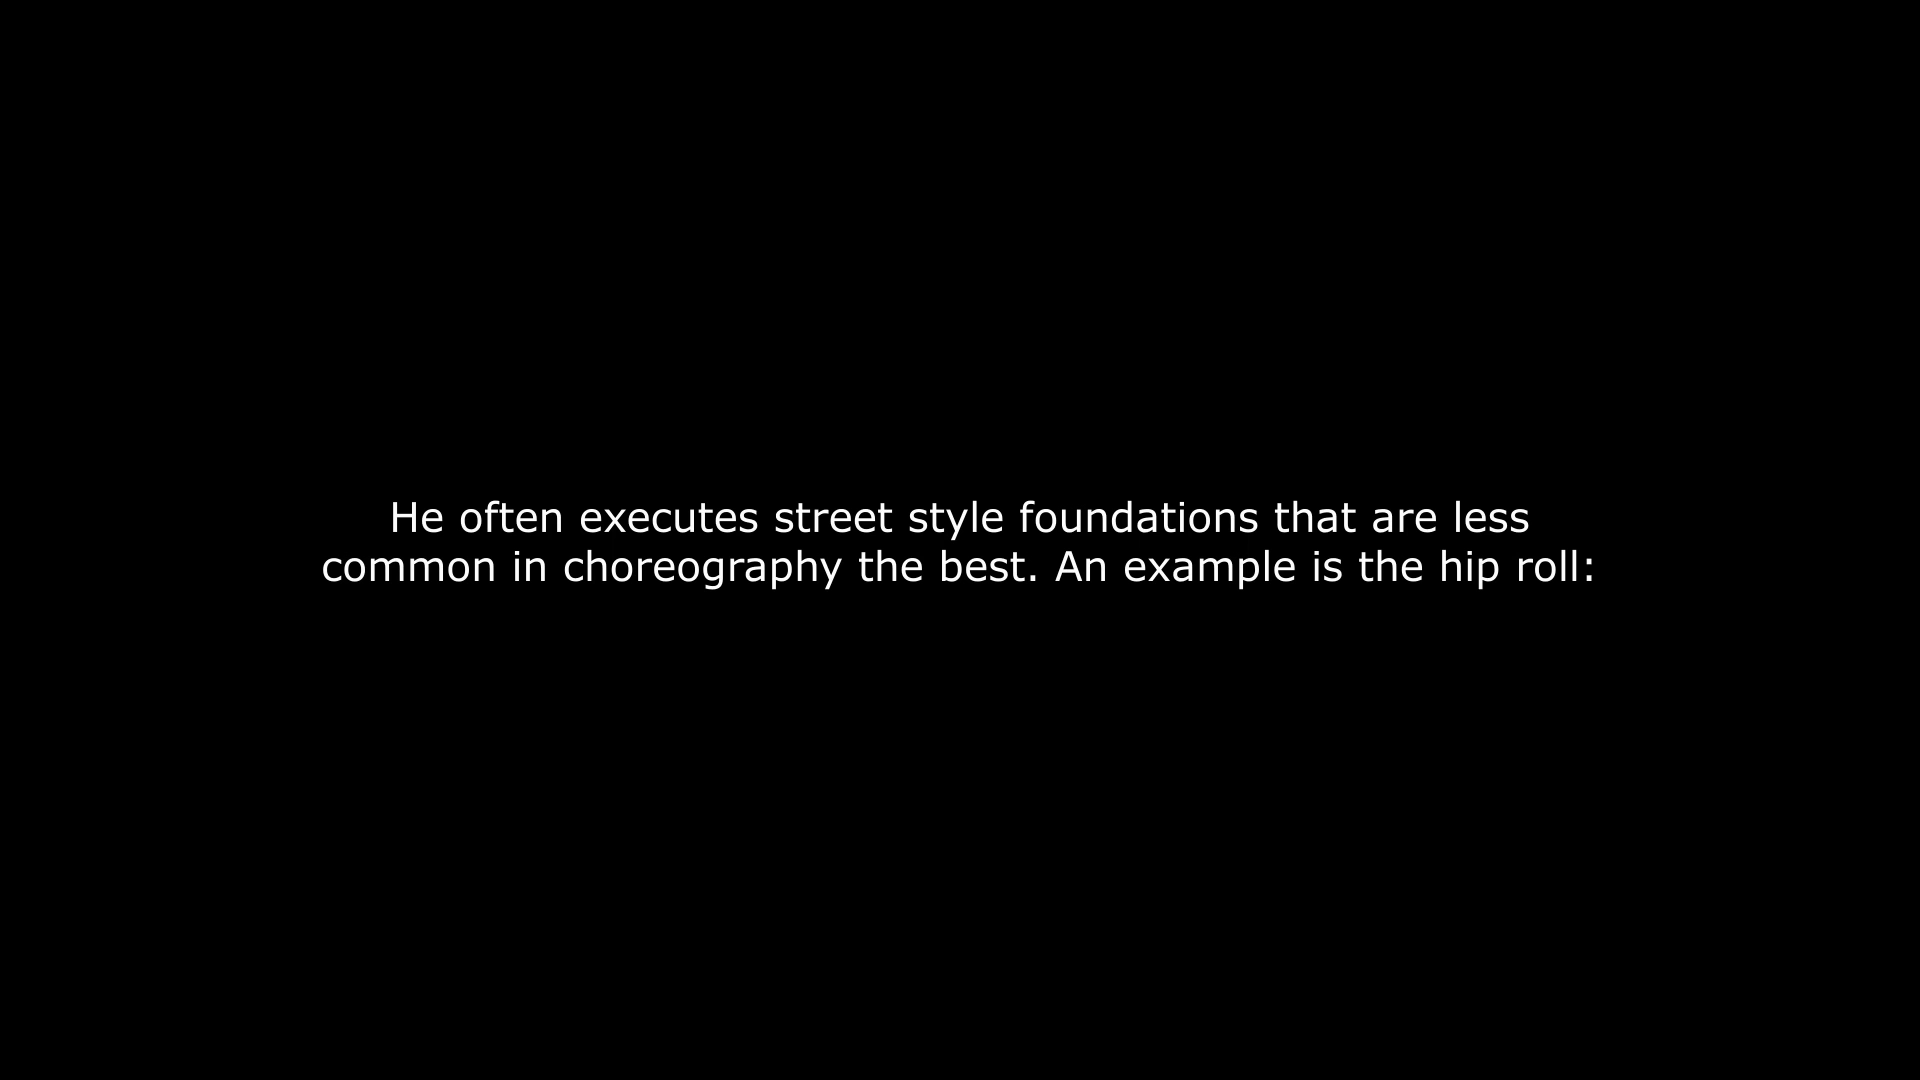 He often executes street style foundations that are less
common in choreography the best. An example is the hip roll: